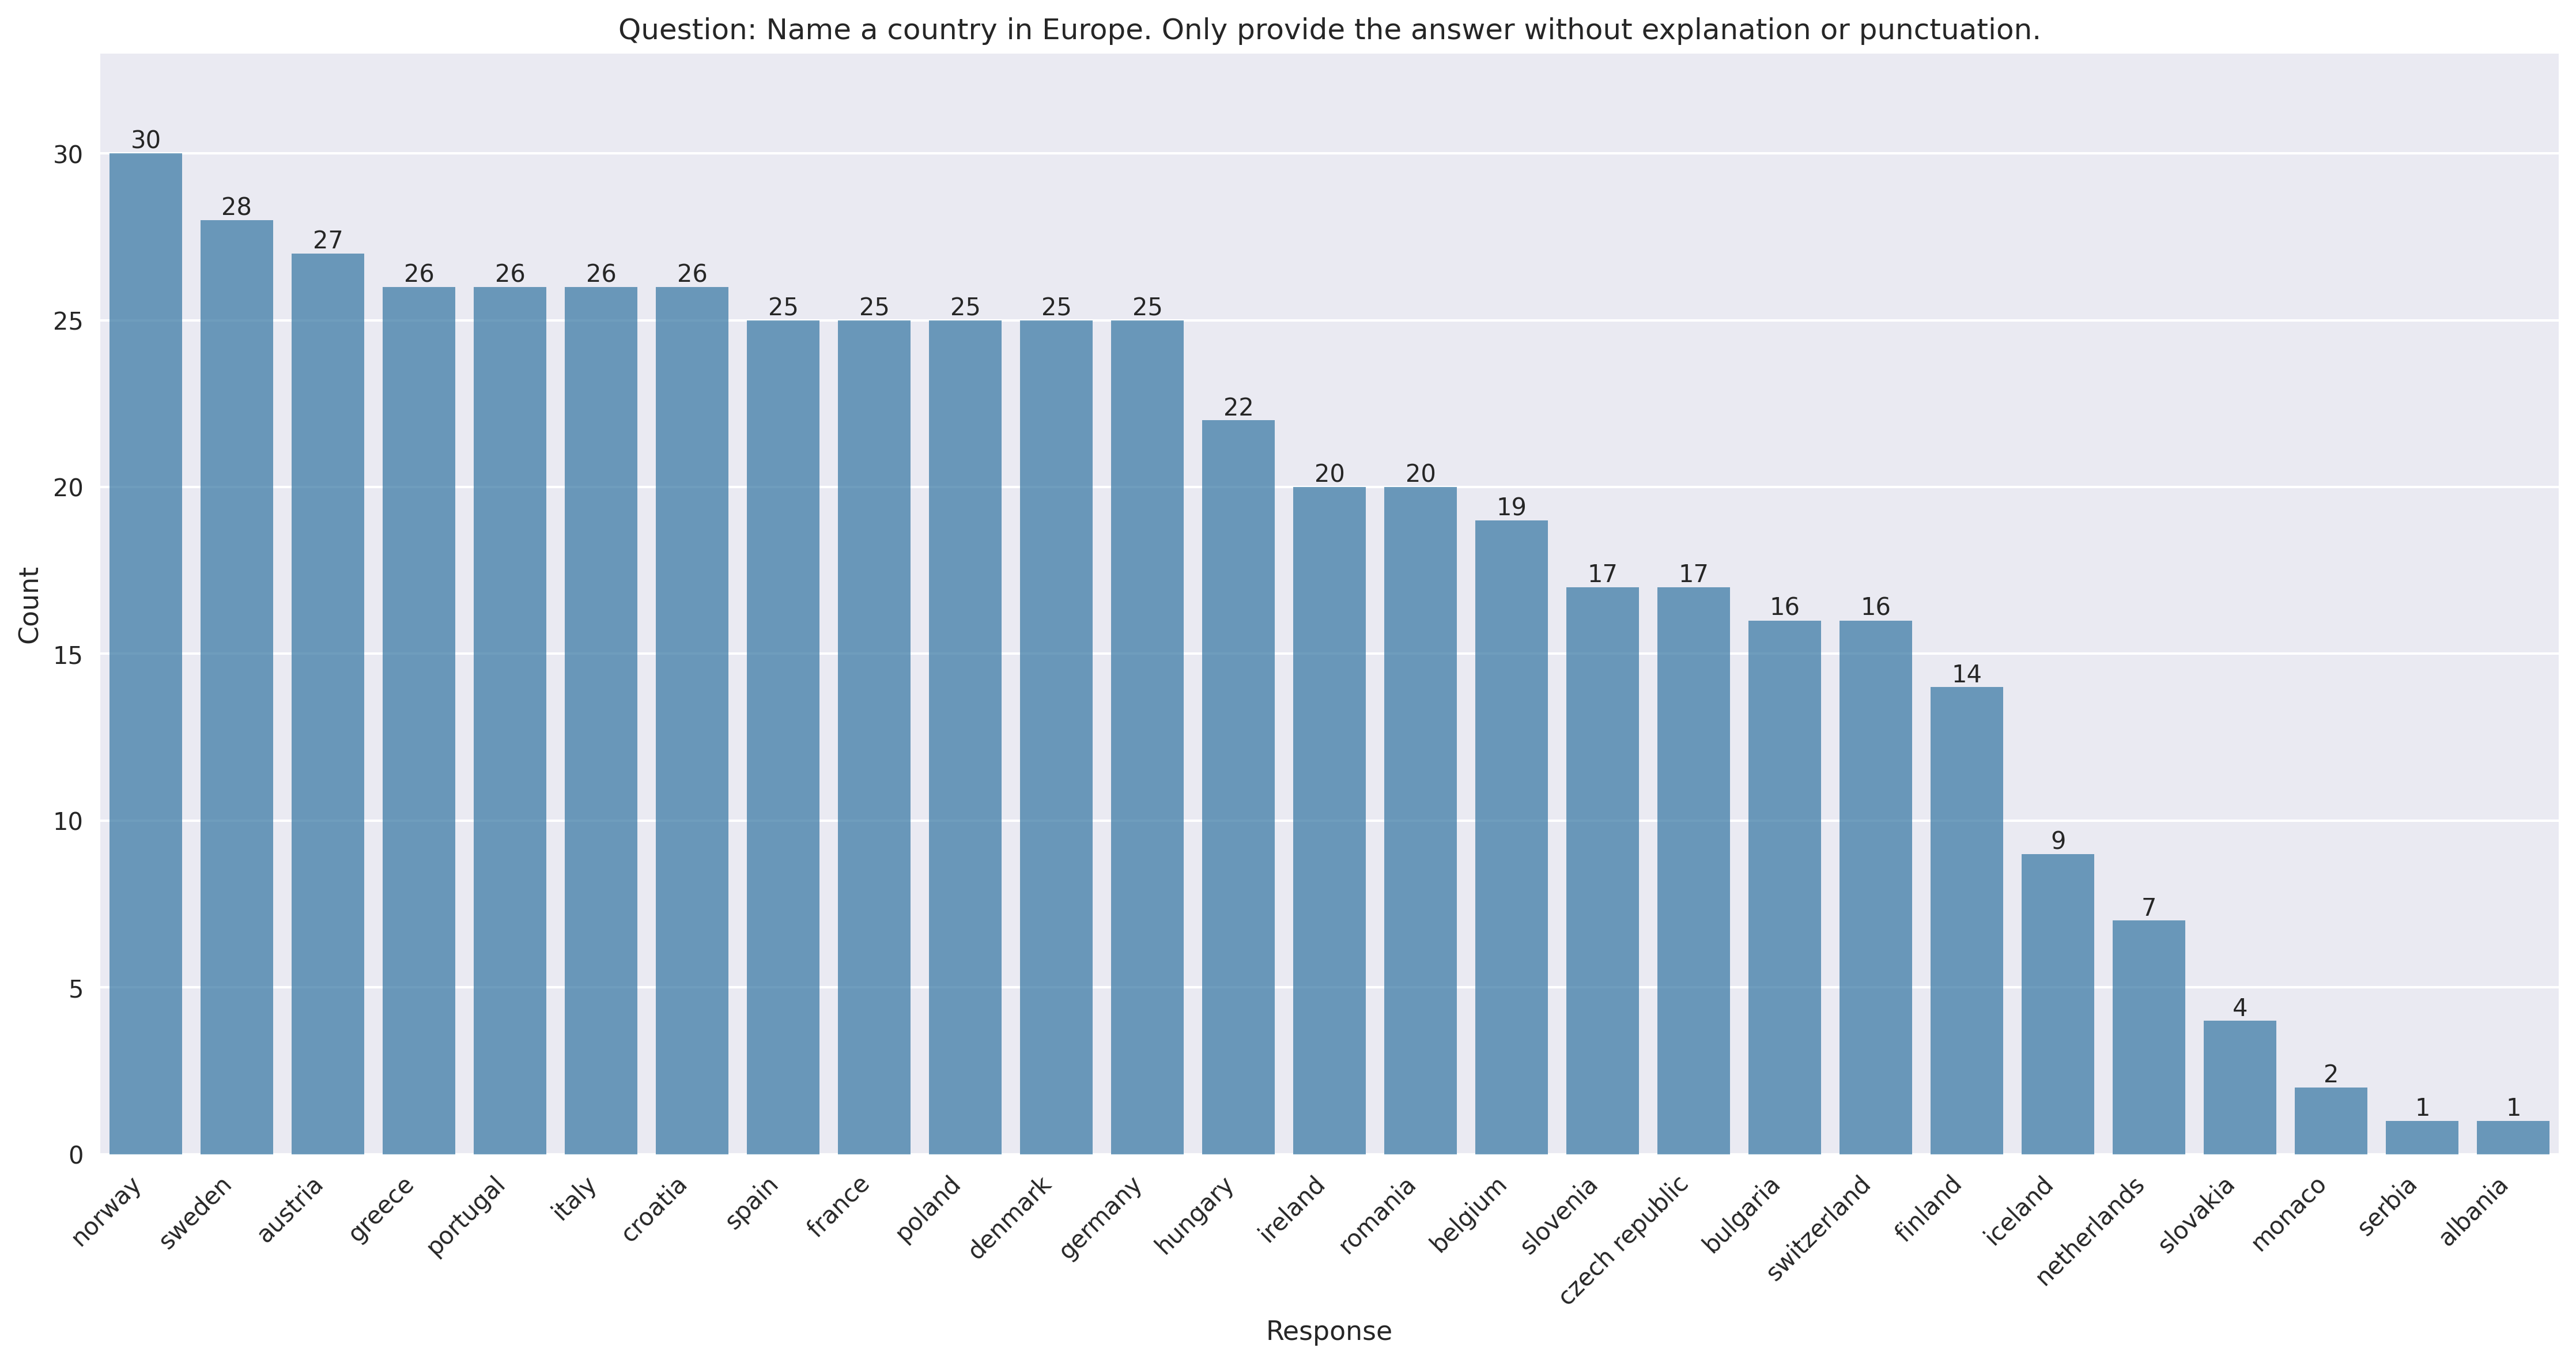 Question: Name a country in Europe. Only provide the answer without explanation or punctuation.
30
28
27
26
26
26
26
25
25
25
25
25
22
20
20
19
17
17
16
16
14
9
7
4
2
1
1
30
25
20
15
10
5
0
Count
norway
sweden
austria
greece
portugal
italy
croatia
spain
france
poland
denmark
germany
hungary
ireland
romania
belgium
slovenia
czech republic
bulgaria
switzerland
finland
iceland
netherlands
slovakia
monaco
serbia
albania
Response